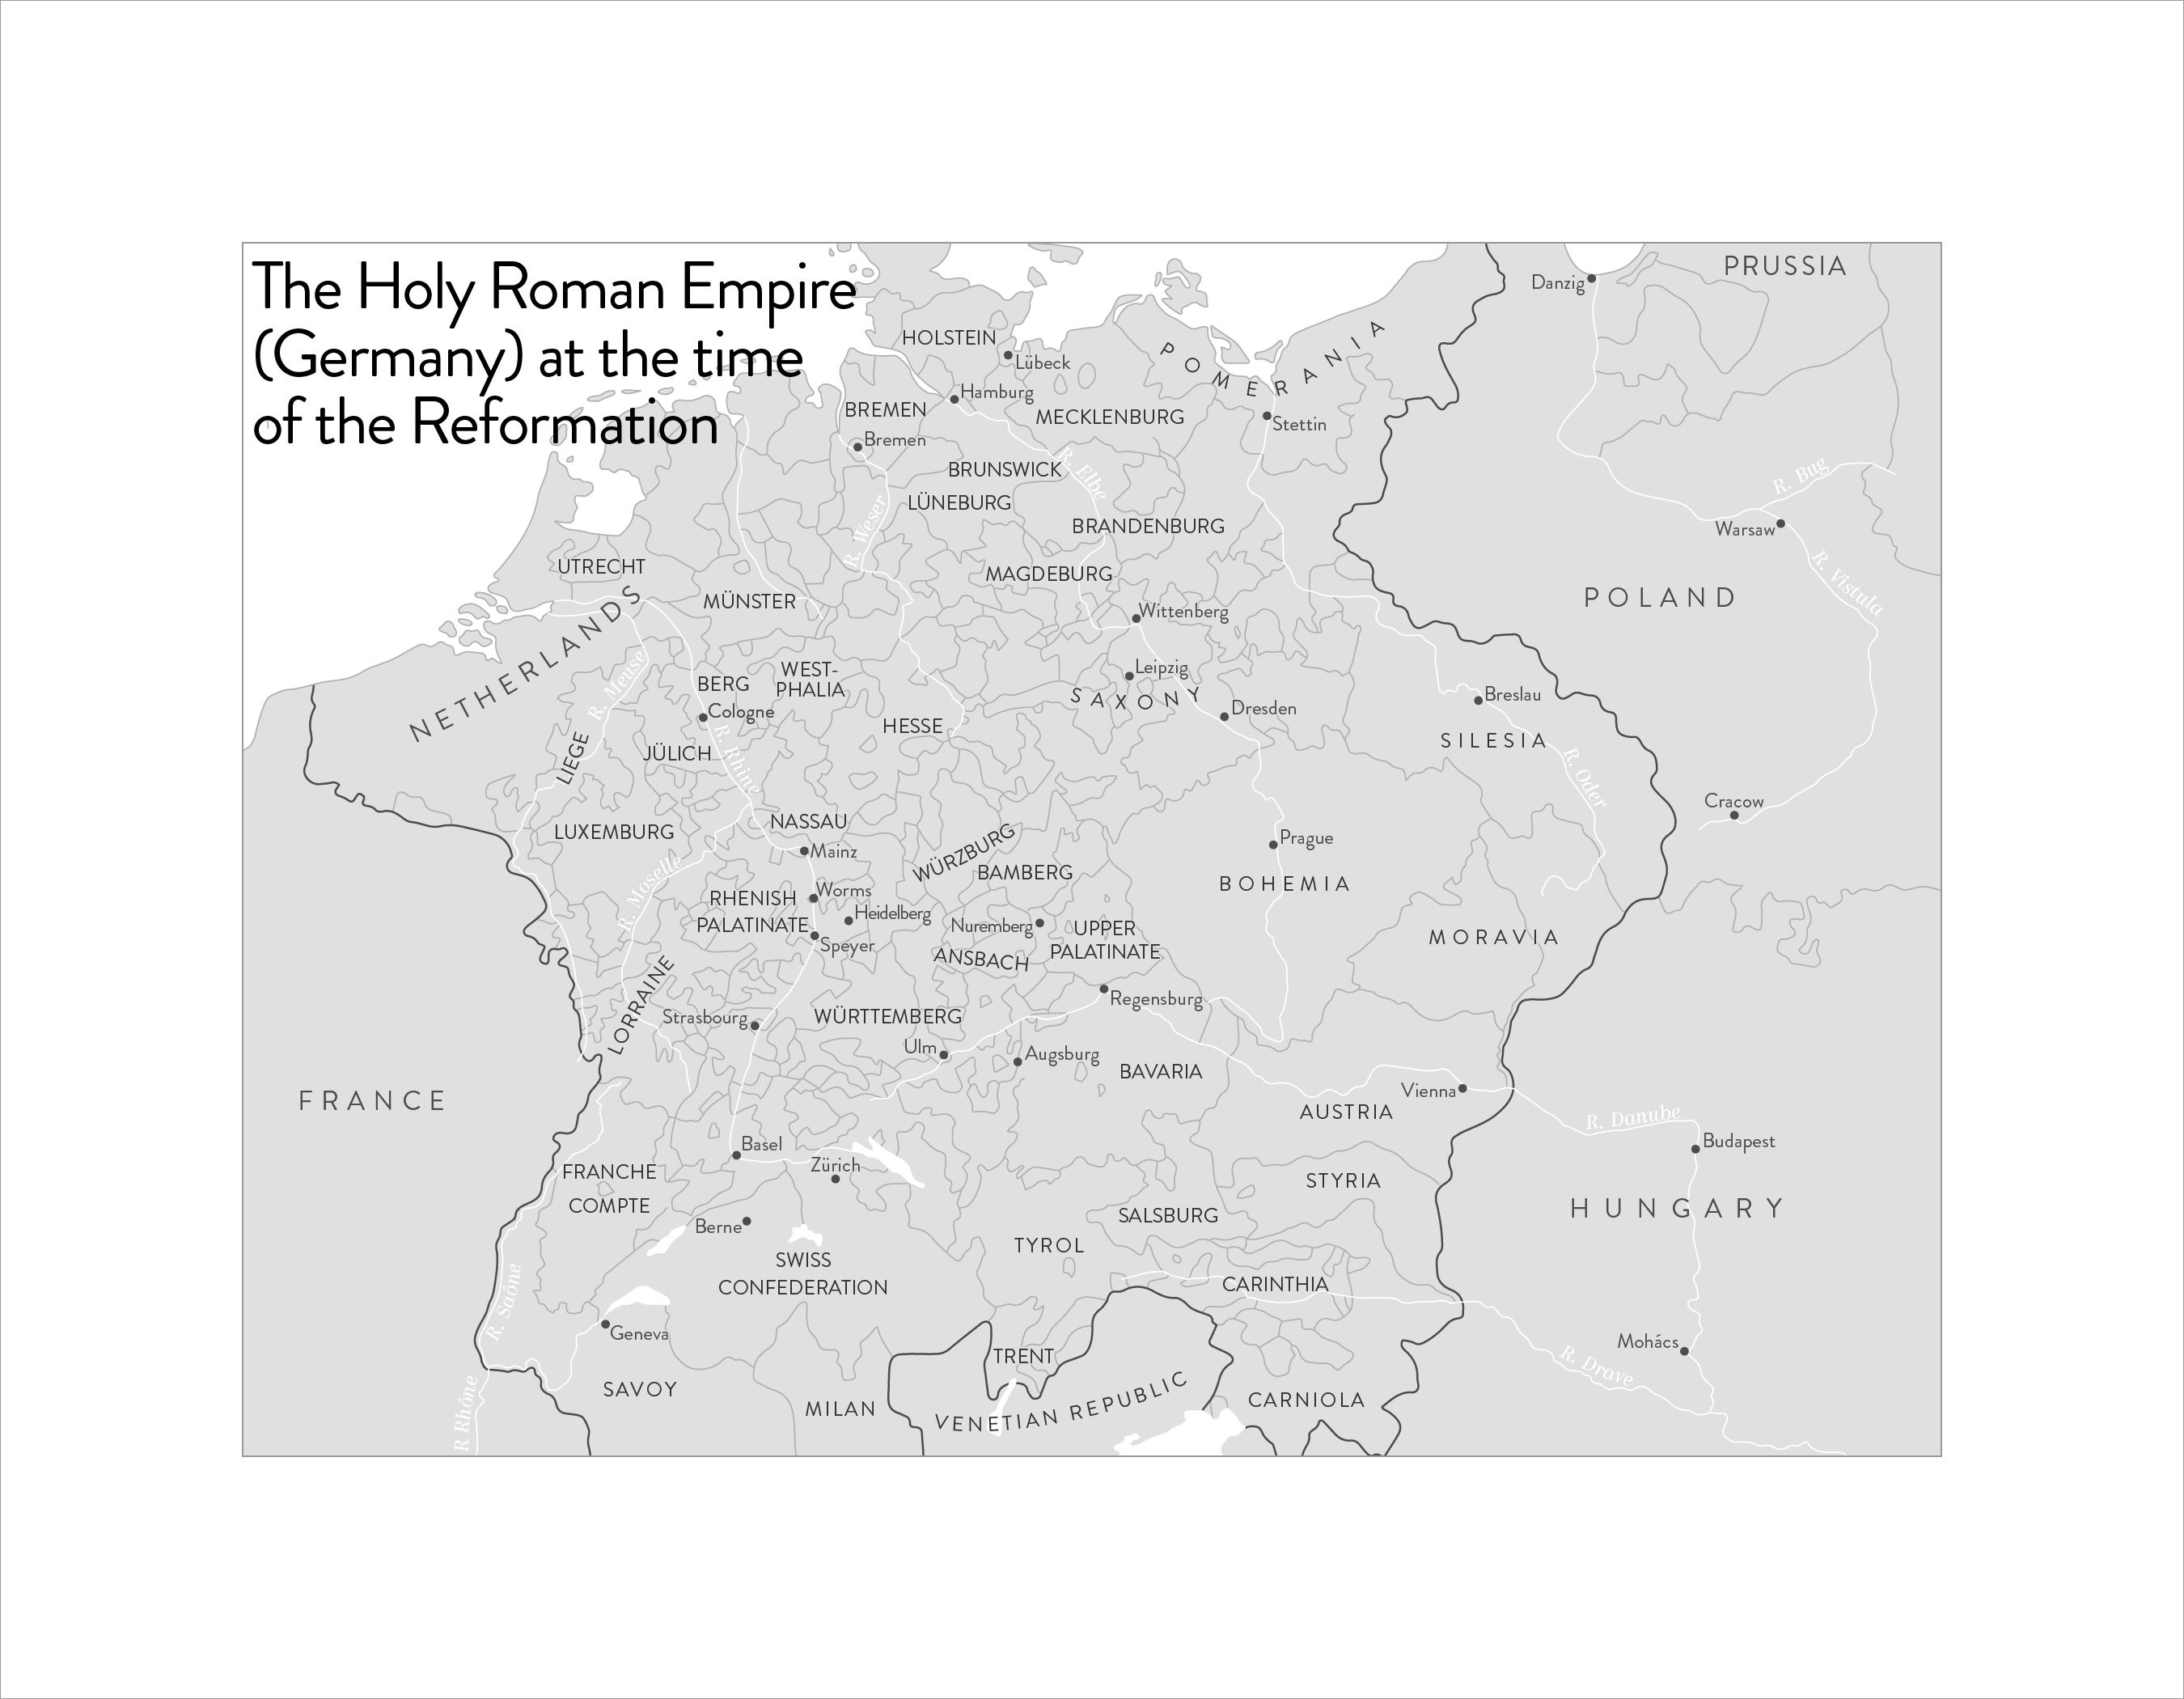 The Holy Roman Empire
(Germany) at the time
of the Reformation
PRUSSIA
Danzig
HOLSTEIN
Lübeck
POMERANIA
Hamburg
BREMEN
MECKLENBURG
Stettin
Bremen
BRUNSWICK
R. Elbe
R. Bug
LÜNEBURG
R. Weser
BRANDENBURG
Warsaw
UTRECHT
MAGDEBURG
R. Vistula
MÜNSTER
POLAND
Wittenberg
NETHERLANDS
R. Meuse
WEST-
PHALIA
BERG
Leipzig
SAXONY
Breslau
Cologne
Dresden
HESSE
SILESIA
LIEGE
JÜLICH
R. Rhine
R. Oder
Cracow
NASSAU
LUXEMBURG
Prague
Mainz
WÜRZBURG
BAMBERG
R. Moselle
BOHEMIA
Worms
RHENISH
PALATINATE
Heidelberg
Nuremberg
UPPER
PALATINATE
Speyer
MORAVIA
ANSBACH
LORRAINE
Regensburg
Strasbourg
WÜRTTEMBERG
Ulm
Augsburg
BAVARIA
Vienna
FRANCE
AUSTRIA
R. Danube
Budapest
Basel
Zürich
FRANCHE
COMPTE
STYRIA
HUNGARY
SALSBURG
Berne
TYROL
SWISS
CONFEDERATION
CARINTHIA
R. Saône
Geneva
Mohács
TRENT
R. Drave
SAVOY
VENETIAN REPUBLIC
CARNIOLA
MILAN
R Rhône